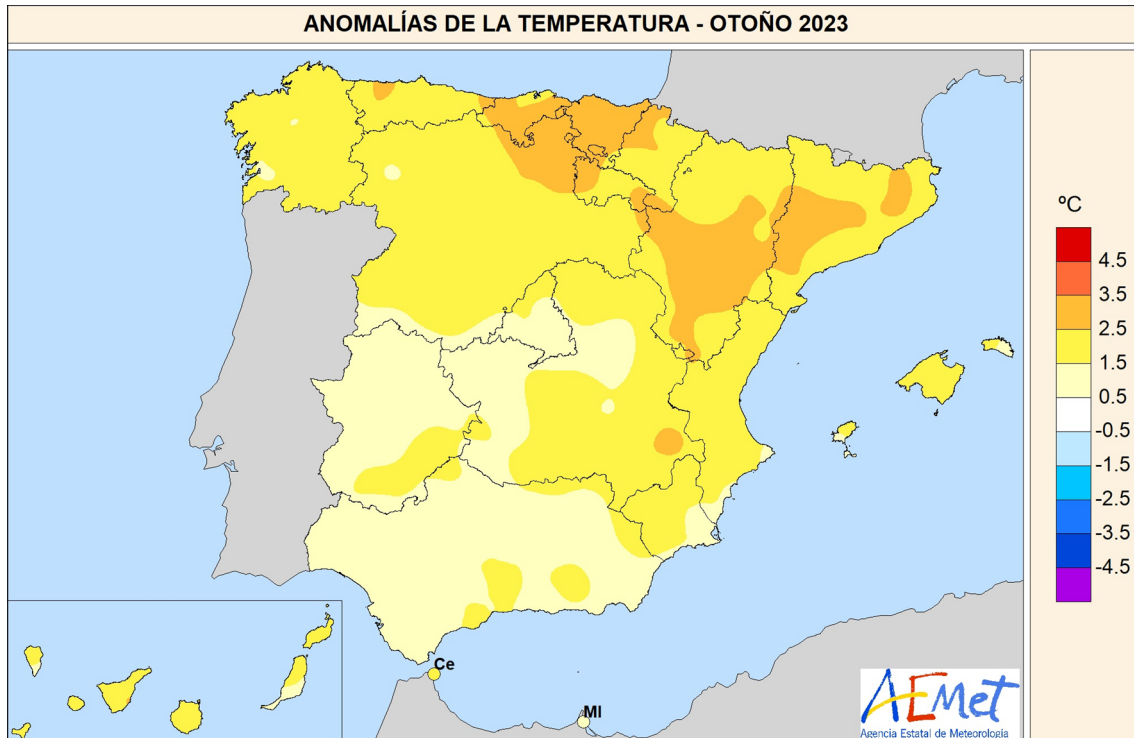 ANOMALÍAS DE LA TEMPERATURA - OTOÑO 2023
ºC
4.5
3.5
2.5
1.5
0.5
-0.5
-1.5
-2.5
-3.5
-4.5
Ce
Ml
AEMet
Agencia Estatal de Meteorología